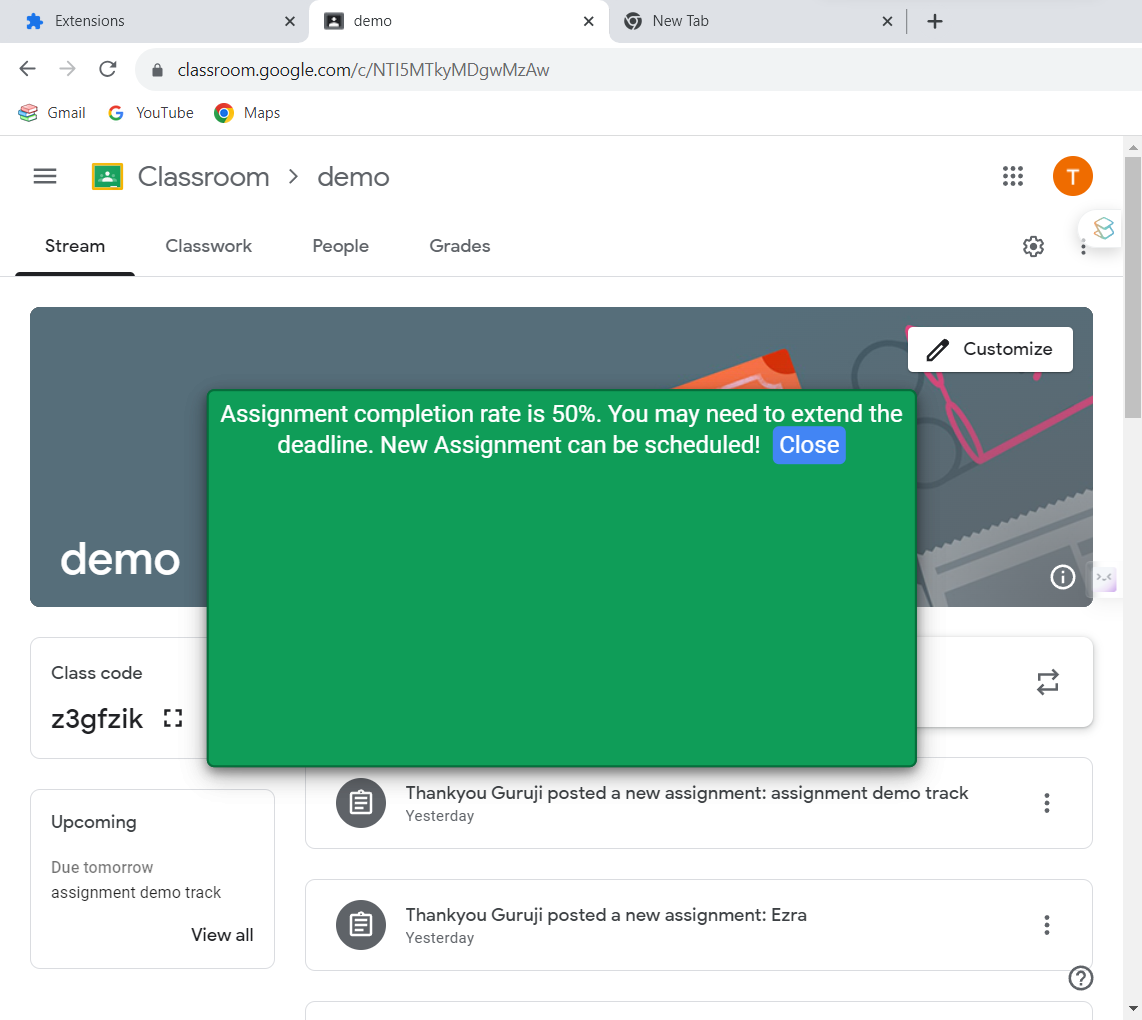 Extensions
demo
New Tab
classroom.google.com/c/NTI5MTkyMDgwMzAw
Gmail
YouTube
Maps
Classroom > demo
T
Stream
Classwork
People
Grades
Customize
Assignment completion rate is 50%. You may need to extend the
deadline. New Assignment can be scheduled! Close
demo
Class code
z3gfzik
Thankyou Guruji posted a new assignment: assignment demo track
Yesterday
Upcoming
Due tomorrow
assignment demo track
View all
Thankyou Guruji posted a new assignment: Ezra
Yesterday